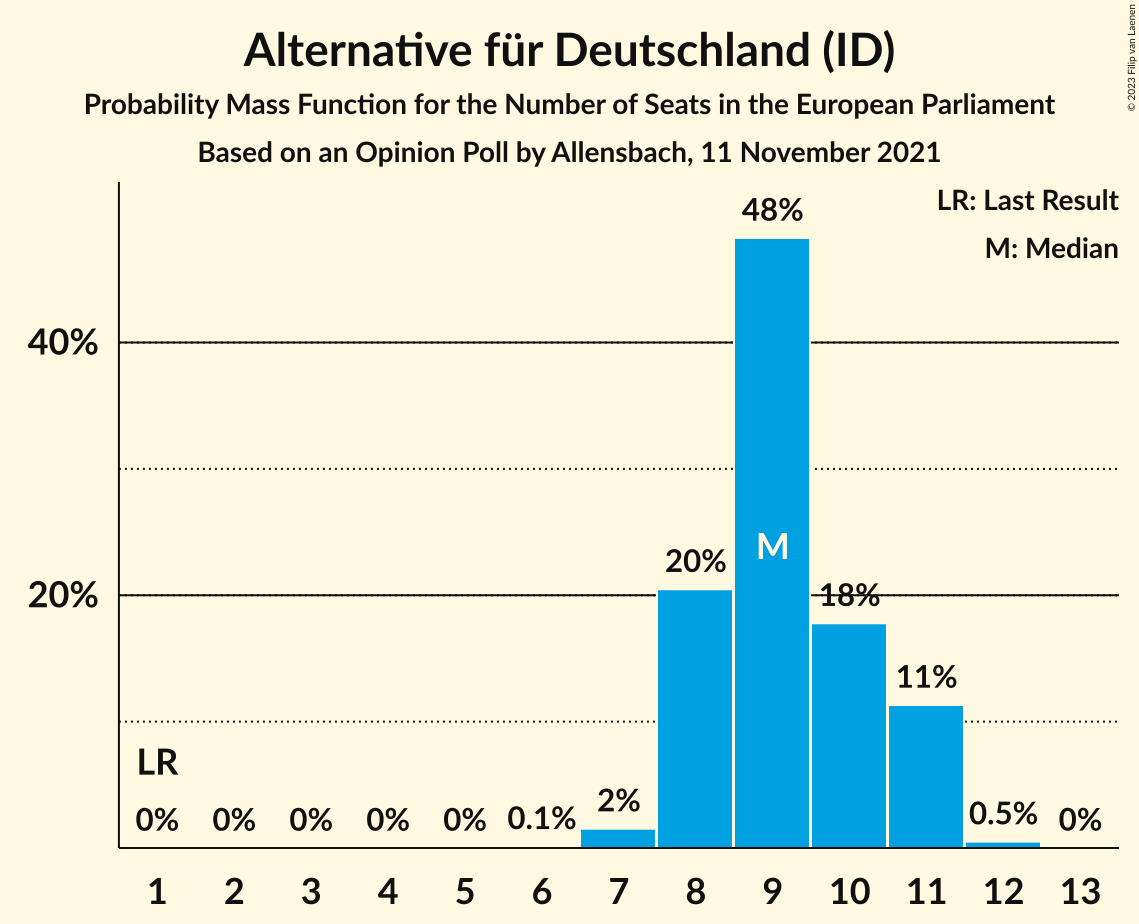 Alternative für Deutschland (ID)
Probability Mass Function for the Number of Seats in the European Parliament
Based on an Opinion Poll by Allensbach, 11 November 2021
© 2023 Filip van Laenen
LR: Last Result
M: Median
40%
20%
LR
0% 0% 0% 0% 0% 0.1% 2% 20% 48% 18% 11% 0.5% 0%
M
1 2 3 4 5 6 7 8 9 10 11 12 13